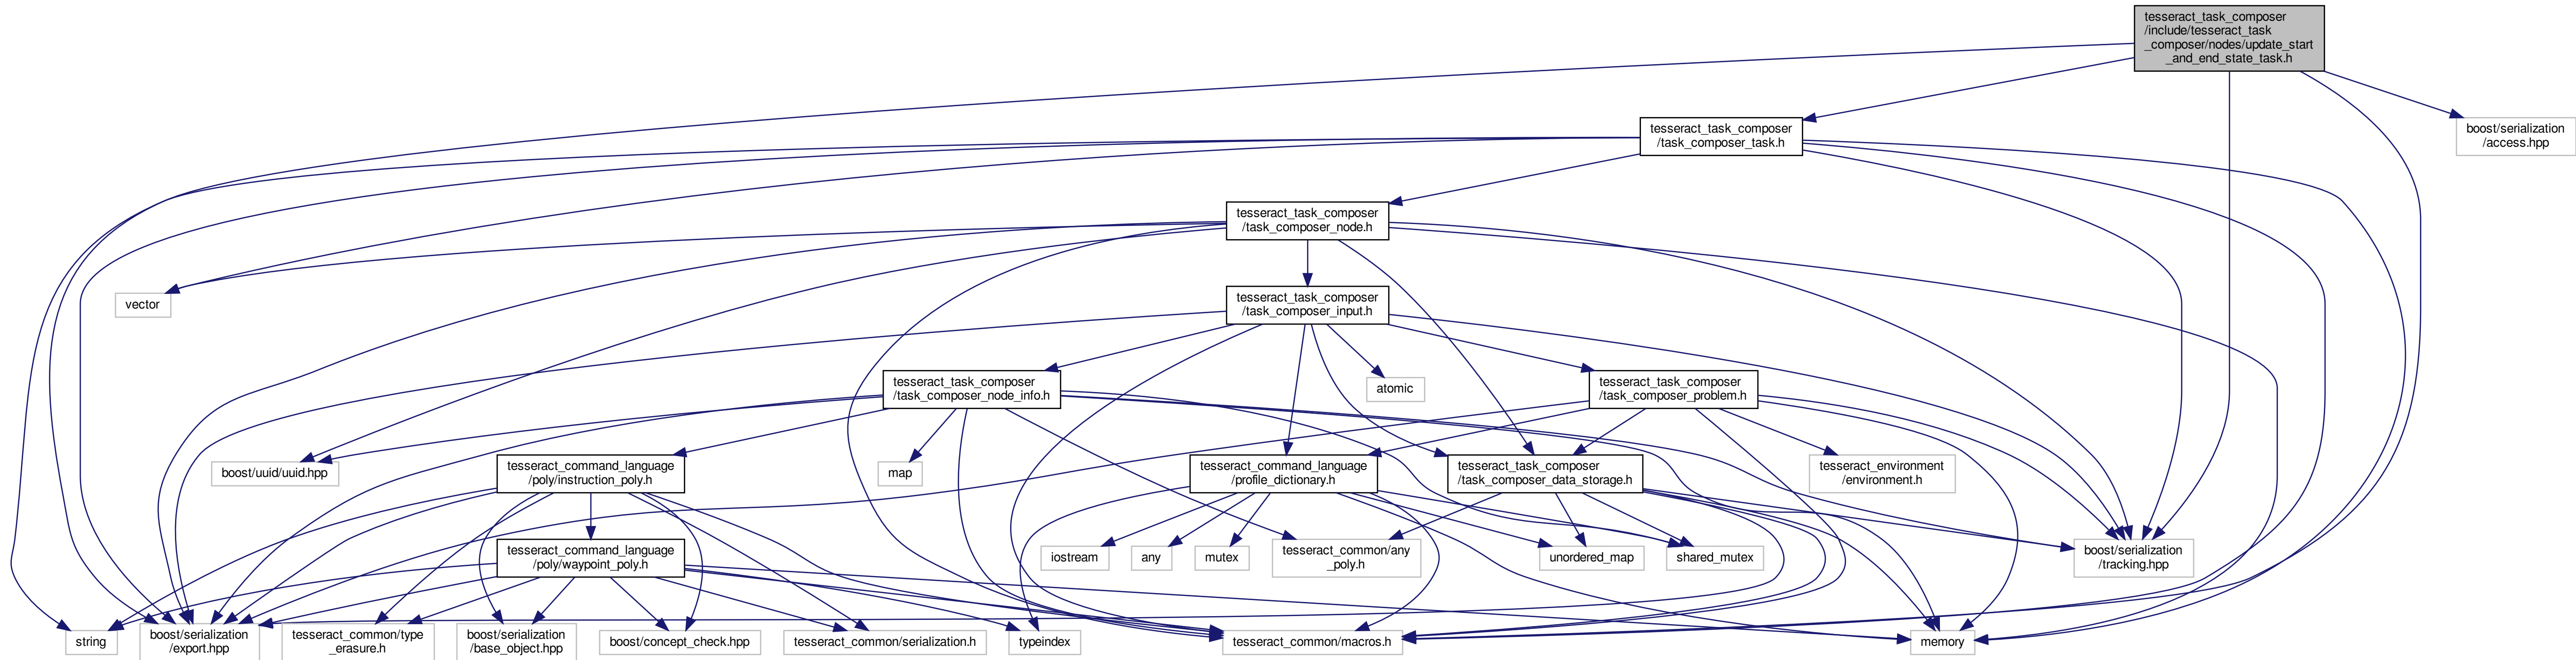 tesseract_task_composer
/include/tesseract_task
_composer/nodes/update_start
_and_end_state_task.h
tesseract_task_composer
/task_composer_task.h
boost/serialization
/access.hpp
tesseract_task_composer
/task_composer_node.h
vector
tesseract_task_composer
/task_composer_input.h
tesseract_task_composer
/task_composer_node_info.h
atomic
tesseract_task_composer
/task_composer_problem.h
boost/uuid/uuid.hpp
tesseract_command_language
/poly/instruction_poly.h
map
tesseract_command_language
/profile_dictionary.h
tesseract_task_composer
/task_composer_data_storage.h
tesseract_environment
/environment.h
tesseract_command_language
/poly/waypoint_poly.h
iostream
any
mutex
tesseract_common/any
_poly.h
unordered_map
shared_mutex
boost/serialization
/tracking.hpp
string
boost/serialization
/export.hpp
tesseract_common/type
_erasure.h
boost/serialization
/base_object.hpp
boost/concept_check.hpp
tesseract_common/serialization.h
typeindex
tesseract_common/macros.h
memory